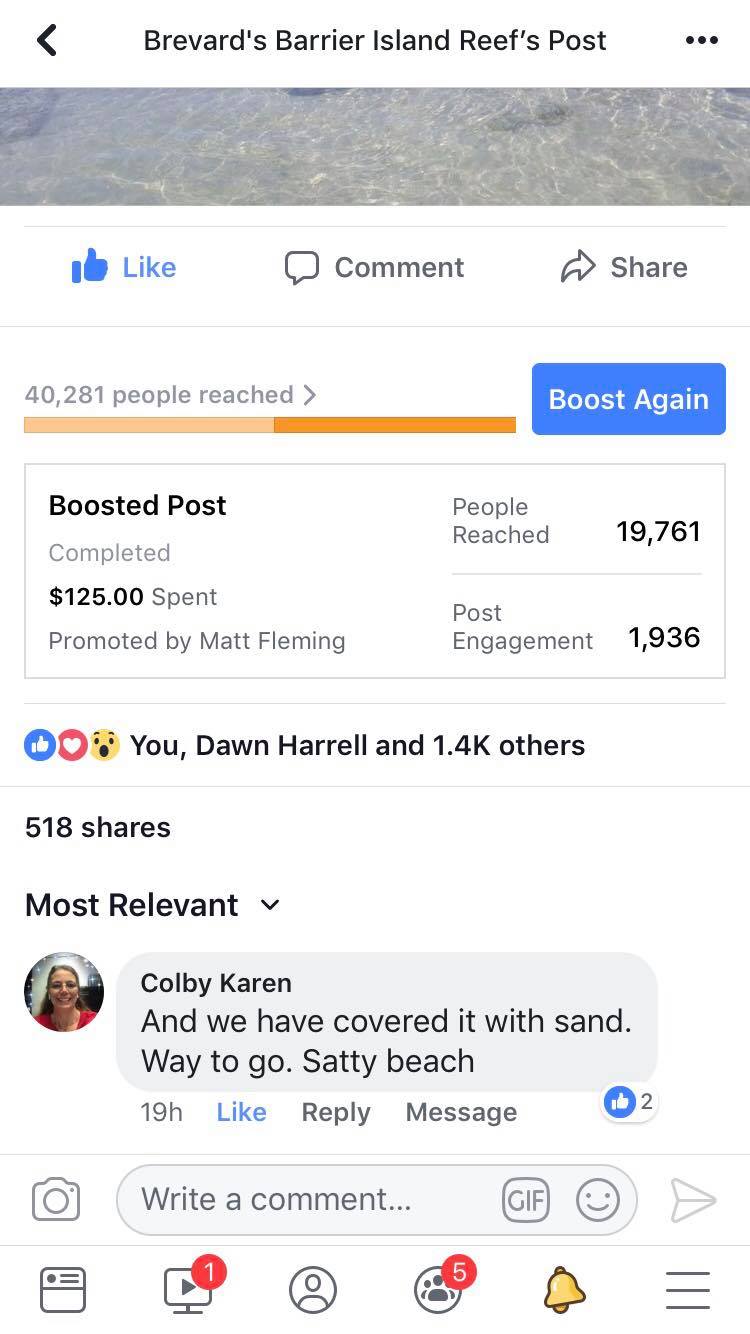 Brevard's Barrier Island Reef’s Post
Like
Comment
Share
40,281 people reached
Boost Again
Boosted Post
Completed
$125.00 Spent
Promoted by Matt Fleming
People
Reached
19,761
Post
Engagement
1,936
You, Dawn Harrell and 1.4K others
518 shares
Most Relevant
Colby Karen
And we have covered it with sand.
Way to go. Satty beach
19h Like Reply Message
2
Write a comment...
GIF
1
5